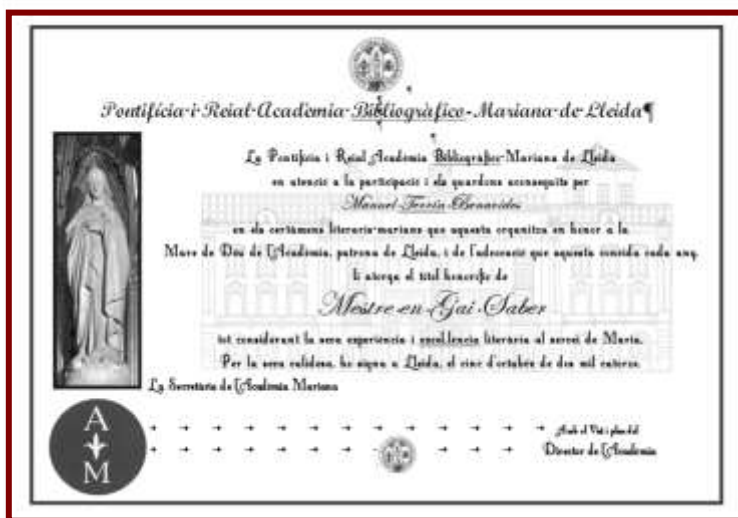 Pontifícia·i·Reial·Acadèmia·Bibliogràfico·-Mariana·de·Lleida¶
La Pontifícia i Reial Acadèmia Bibliogràfico-Mariana de Lleida
en atenció a la participació i els guardons aconseguits per
Manuel·Terrín·Benavides
en els certàmens literario-marians que aquesta organitza en honor a la
Mare de Déu de l'Acadèmia, patrona de Lleida, i de l'advocació que aquesta convida cada any,
li atorga el títol honorífic de
Mestre·en·Gai·Saber
tot considerant la seva experiència i excel·lència literària al servei de Maria.
Per la seva validesa, ho signa a Lleida, el cinc d'octubre de dos mil catorze.
La Secretària de l'Acadèmia Mariana
A
M
Amb el Vist i plau del
Director de l'Acadèmia